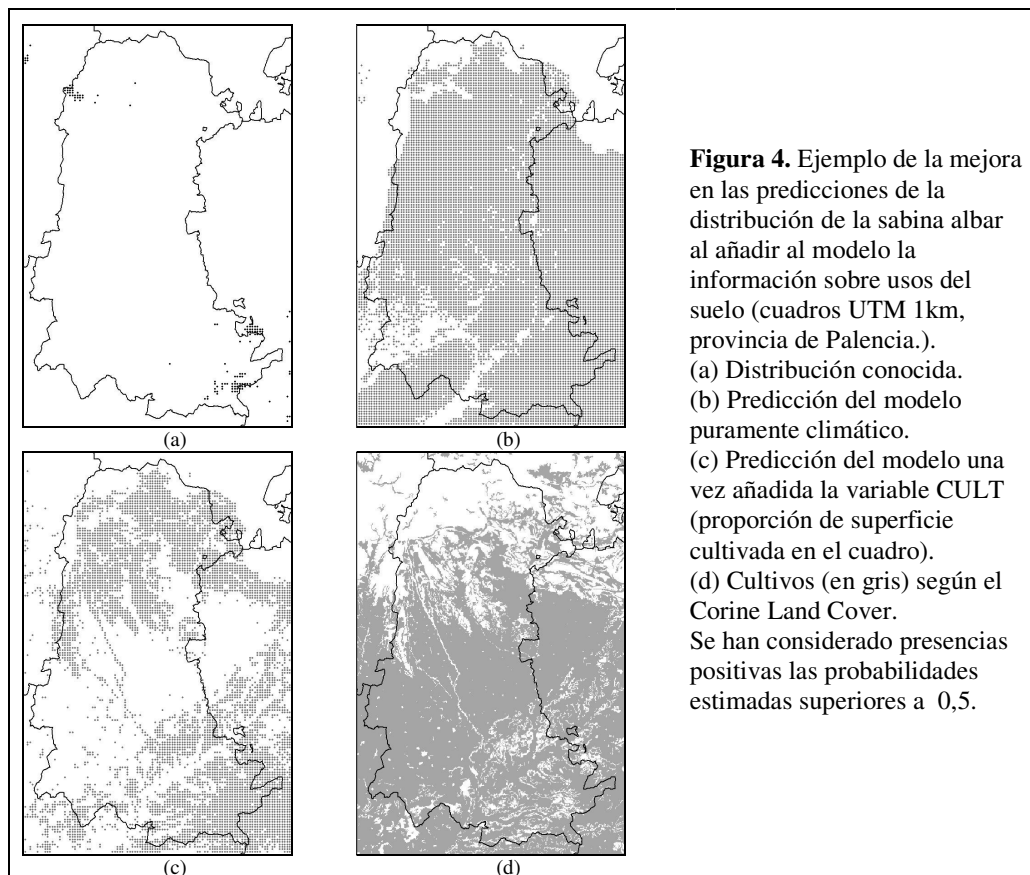 (a)
(b)
(c)
(d)
Figura 4. Ejemplo de la mejora
en las predicciones de la
distribución de la sabina albar
al añadir al modelo la
información sobre usos del
suelo (cuadros UTM 1km,
provincia de Palencia.).
(a) Distribución conocida.
(b) Predicción del modelo
puramente climático.
(c) Predicción del modelo una
vez añadida la variable CULT
(proporción de superficie
cultivada en el cuadro).
(d) Cultivos (en gris) según el
Corine Land Cover.
Se han considerado presencias
positivas las probabilidades
estimadas superiores a 0,5.